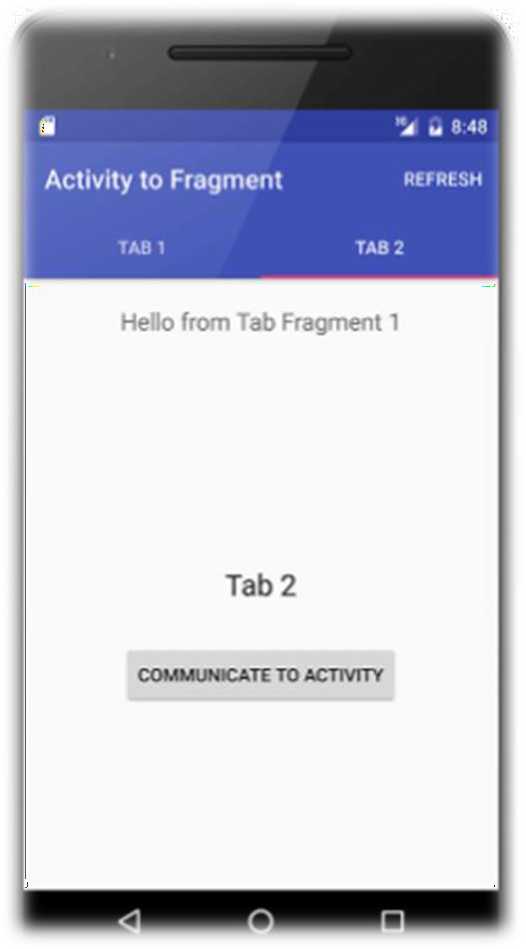 8:48
Activity to Fragment REFRESH
TAB 1 TAB 2
Hello from Tab Fragment 1
Tab 2
COMMUNICATE TO ACTIVITY